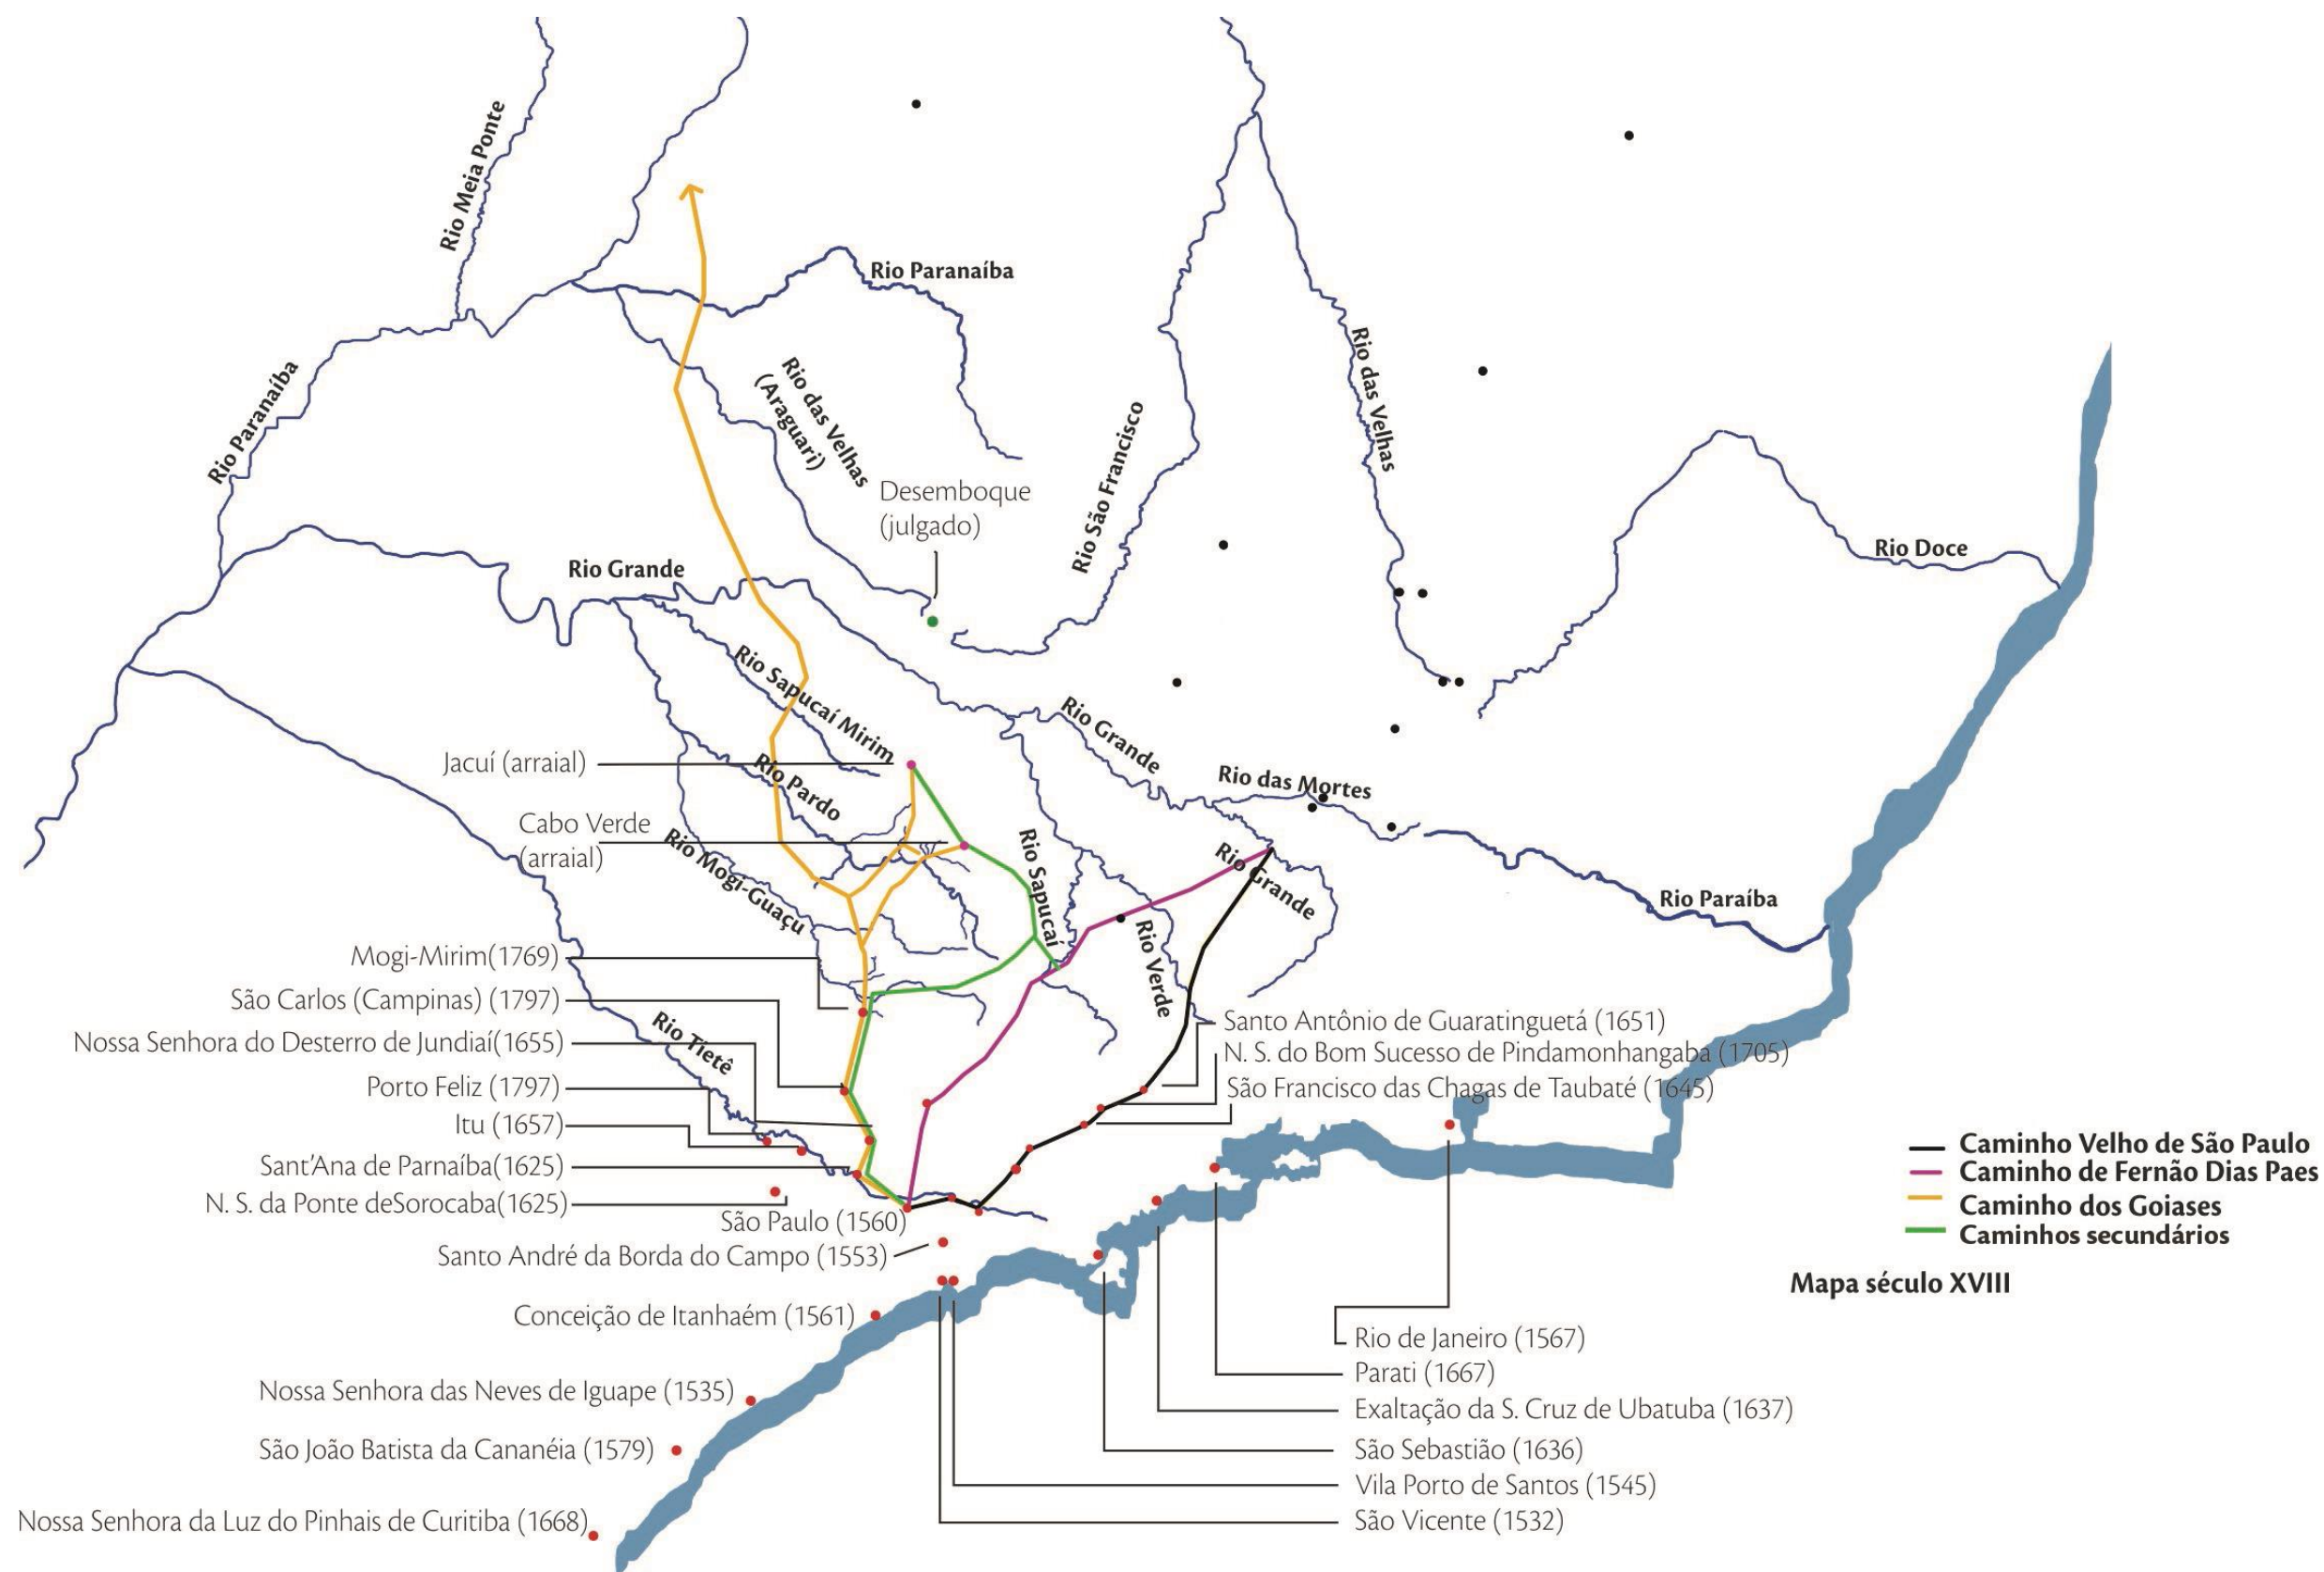 Rio Meia Ponte
Rio Paranaíba
Rio Paranaíba
Rio das Velhas
(Araguari)
Rio das Velhas
Desemboque
(julgado)
Rio São Francisco
Rio Doce
Rio Grande
Rio Sapucaí Mirim
Rio Grande
Jacuí (arraial)
Rio Pardo
Rio das Mortes
Cabo Verde
(arraial)
Rio Mogi-Guaçu
Rio Sapucaí
Rio Grande
Rio Paraíba
Rio Verde
Mogi-Mirim(1769)
São Carlos (Campinas) (1797)
Nossa Senhora do Desterro de Jundiaí(1655)
Rio Tietê
Porto Feliz (1797)
Itu (1657)
Sant'Ana de Parnaíba(1625)
N. S. da Ponte deSorocaba(1625)
São Paulo (1560)
Santo André da Borda do Campo (1553)
Conceição de Itanhaém (1561)
Nossa Senhora das Neves de Iguape (1535)
São João Batista da Cananéia (1579)
Nossa Senhora da Luz do Pinhais de Curitiba (1668)
Santo Antônio de Guaratinguetá (1651)
N. S. do Bom Sucesso de Pindamonhangaba (1705)
São Francisco das Chagas de Taubaté (1645)
Caminho Velho de São Paulo
Caminho de Fernão Dias Paes
Caminho dos Goiases
Caminhos secundários
Mapa século XVIII
Rio de Janeiro (1567)
Parati (1667)
Exaltação da S. Cruz de Ubatuba (1637)
São Sebastião (1636)
Vila Porto de Santos (1545)
São Vicente (1532)